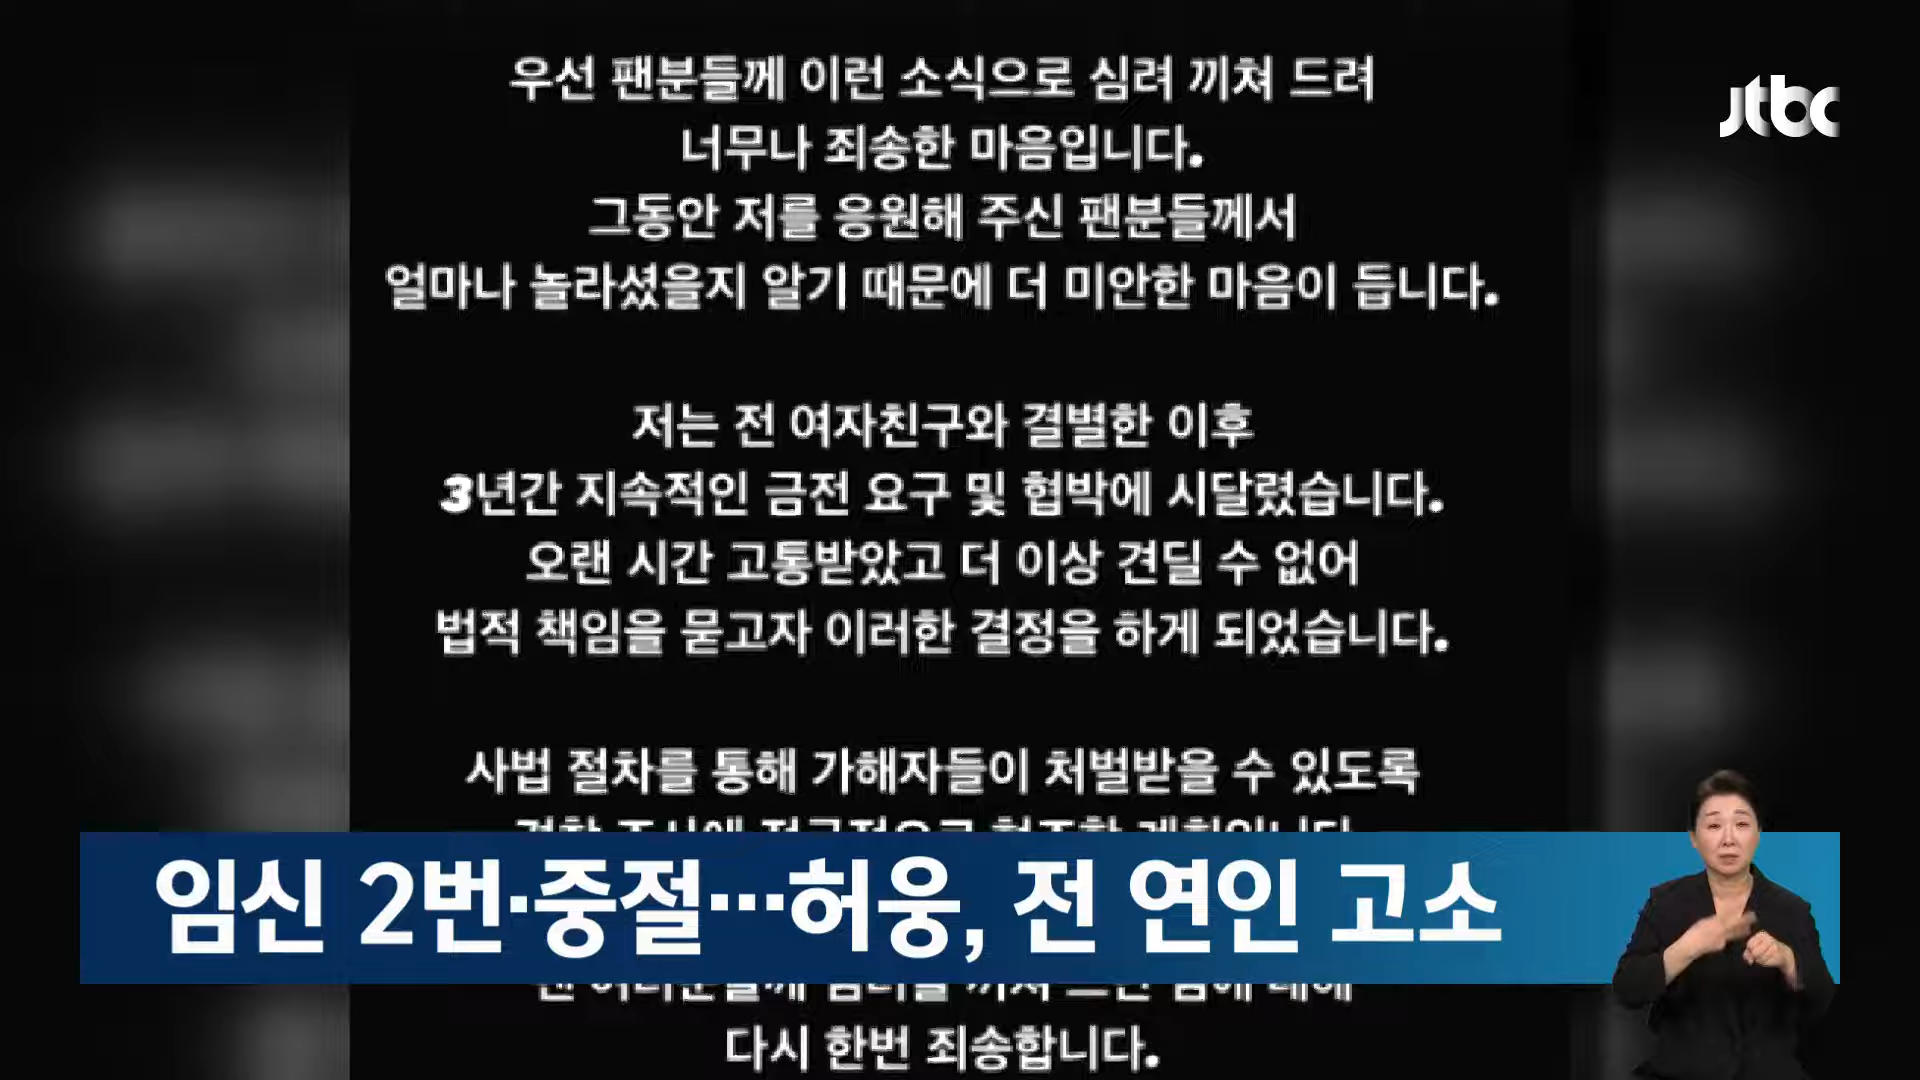 우선 팬분들께 이런 소식으로 심려 끼쳐 드려
너무나 죄송한 마음입니다.
그동안 저를 응원해 주신 팬분들께서
얼마나 놀라셨을지 알기 때문에 더 미안한 마음이 듭니다.
저는 전 여자친구와 결별한 이후
3년간 지속적인 금전 요구 및 협박에 시달렸습니다.
오랜 시간 고통받았고 더 이상 견딜 수 없어
법적 책임을 묻고자 이러한 결정을 하게 되었습니다.
사법 절차를 통해 가해자들이 처벌받을 수 있도록
임신 2번·중절…허웅, 전 연인 고소
다시 한번 죄송합니다.
jtbc